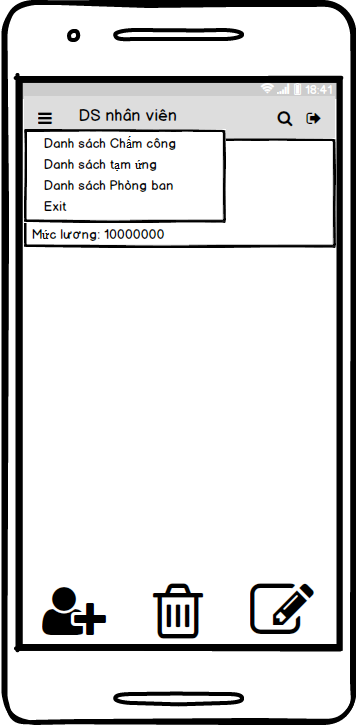 18:41
DS nhân viên
Danh sách Chấm công
Danh sách tạm ứng
Danh sách Phòng ban
Exit
Mức lương: 10000000